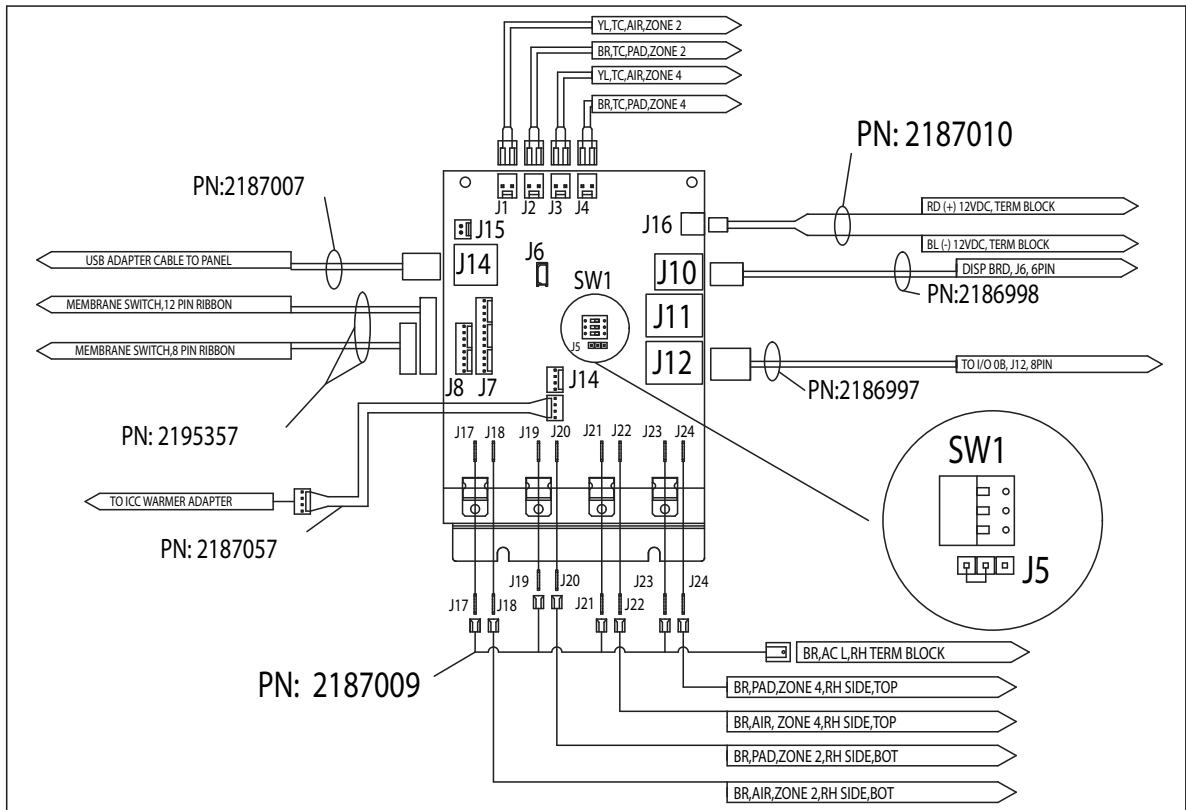 YL,TC,AIR,ZONE 2
BR,TC,PAD,ZONE 2
YL,TC,AIR,ZONE 4
BR,TC,PAD,ZONE 4
PN: 2187010
PN:2187007
J1
J2
J3
J4
RD (+) 12VDC, TERM BLOCK
J16
J15
BL (-) 12VDC, TERM BLOCK
USB ADAPTER CABLE TO PANEL
J14
J6
J10
DISP BRD, J6, 6PIN
SW1
PN:2186998
MEMBRANE SWITCH,12 PIN RIBBON
J11
J5
MEMBRANE SWITCH,8 PIN RIBBON
J12
TO I/O 0B, J12, 8PIN
J8
J7
J14
PN:2186997
PN: 2195357
J17
J18
J19
J20
J21
J22
J23
J24
SW1
TO ICC WARMER ADAPTER
PN: 2187057
J5
J19
J20
J23
J24
J17
J18
J21
J22
BR,AC L,RH TERM BLOCK
PN: 2187009
BR,PAD,ZONE 4,RH SIDE,TOP
BR,AIR, ZONE 4,RH SIDE,TOP
BR,PAD,ZONE 2,RH SIDE,BOT
BR,AIR,ZONE 2,RH SIDE,BOT